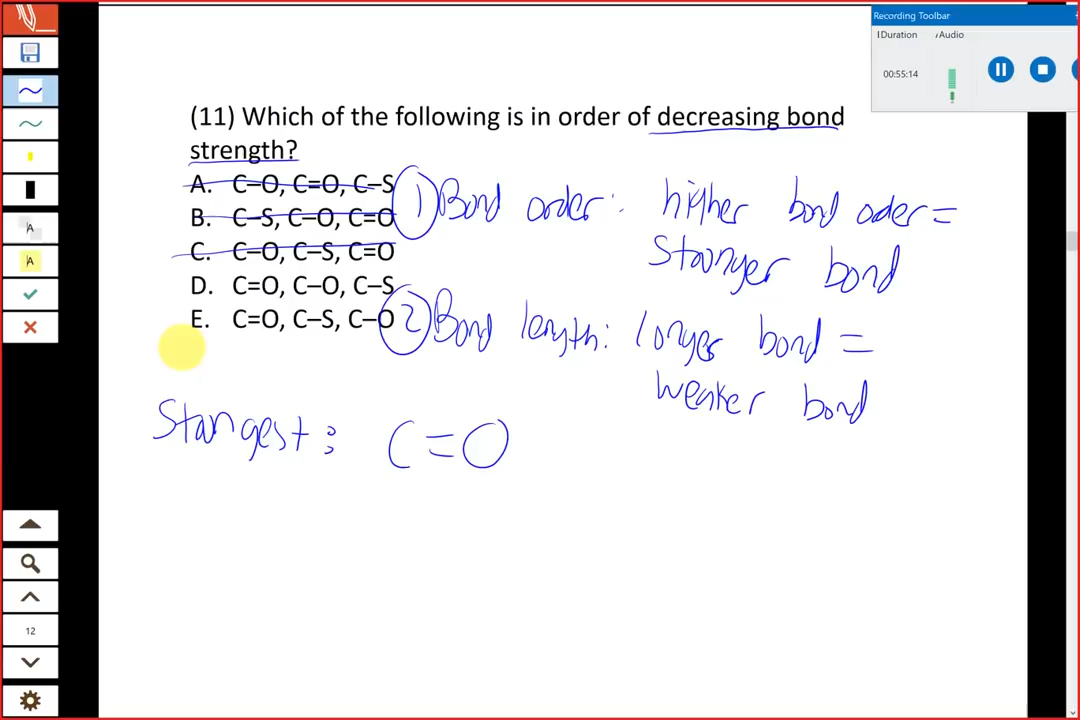 Recording Toolbar
Duration
Audio
00:55:14
(11) Which of the following is in order of decreasing bond
strength?
A. C–O, C=O, C–S
B. C–S, C–O, C=O
C. C–O, C–S, C=O
D. C=O, C–O, C–S
E. C=O, C–S, C–O
1 Bond order: higher bond oder =
Stronger bond
2 Bond length: longer bond =
weaker bond
Strongest: C=O
A
A
12